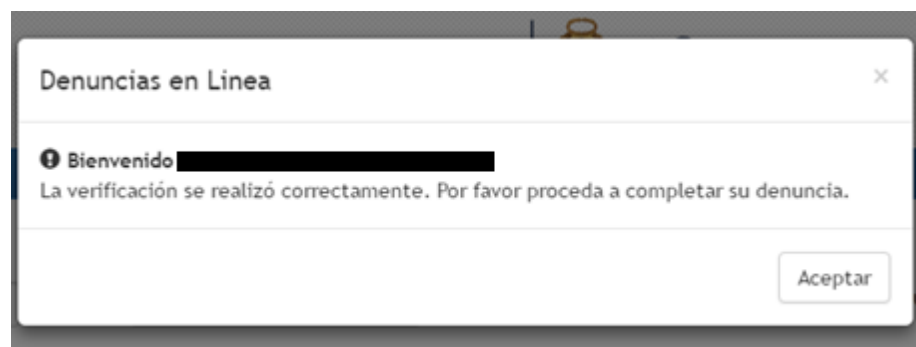 Denuncias en Linea
×
Bienvenido
La verificación se realizó correctamente. Por favor proceda a completar su denuncia.
Aceptar